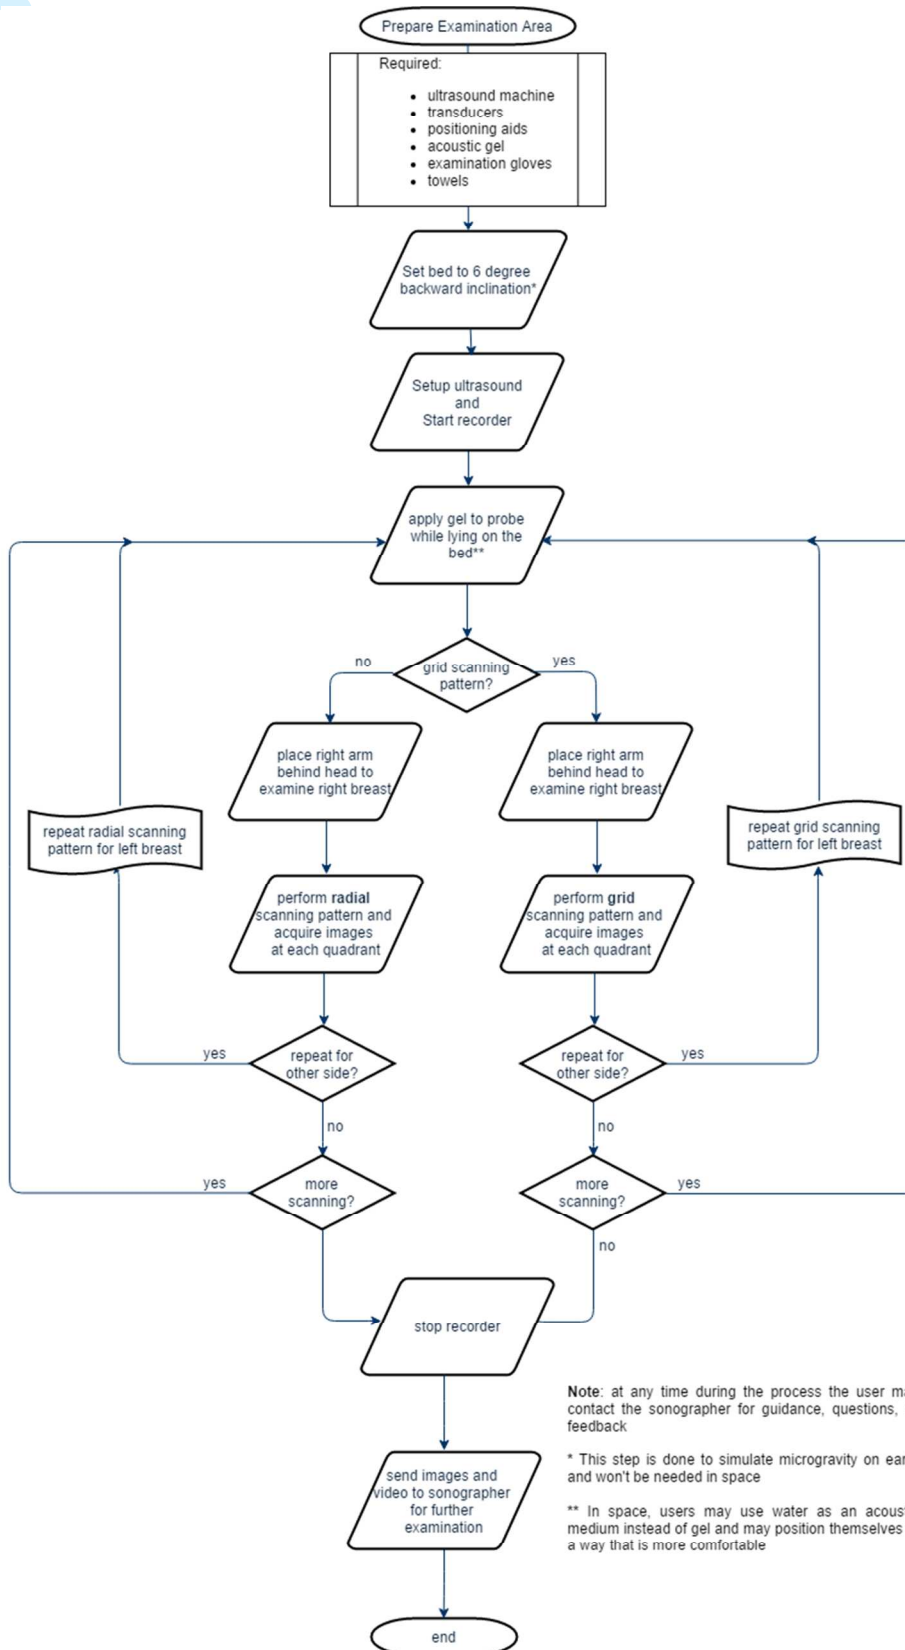 Prepare Examination Area
Required:
• ultrasound machine
• transducers
• positioning aids
• acoustic gel
• examination gloves
• towels
Set bed to 6 degree
backward inclination*
Setup ultrasound
and
Start recorder
apply gel to probe
while lying on the
bed**
grid scanning
pattern?
no
yes
place right arm
behind head to
examine right breast
place right arm
behind head to
examine right breast
repeat radial scanning
pattern for left breast
repeat grid scanning
pattern for left breast
perform radial
scanning pattern and
acquire images
at each quadrant
perform grid
scanning pattern and
acquire images
at each quadrant
yes
repeat for
other side?
repeat for
other side?
yes
no
no
yes
more
scanning?
more
scanning?
yes
no
stop recorder
send images and
video to sonographer
for further
examination
end
Note: at any time during the process the user
contact the sonographer for guidance, questions,
feedback
* This step is done to simulate microgravity on
and won't be needed in space
** In space, users may use water as an
medium instead of gel and may position themselves
a way that is more comfortable